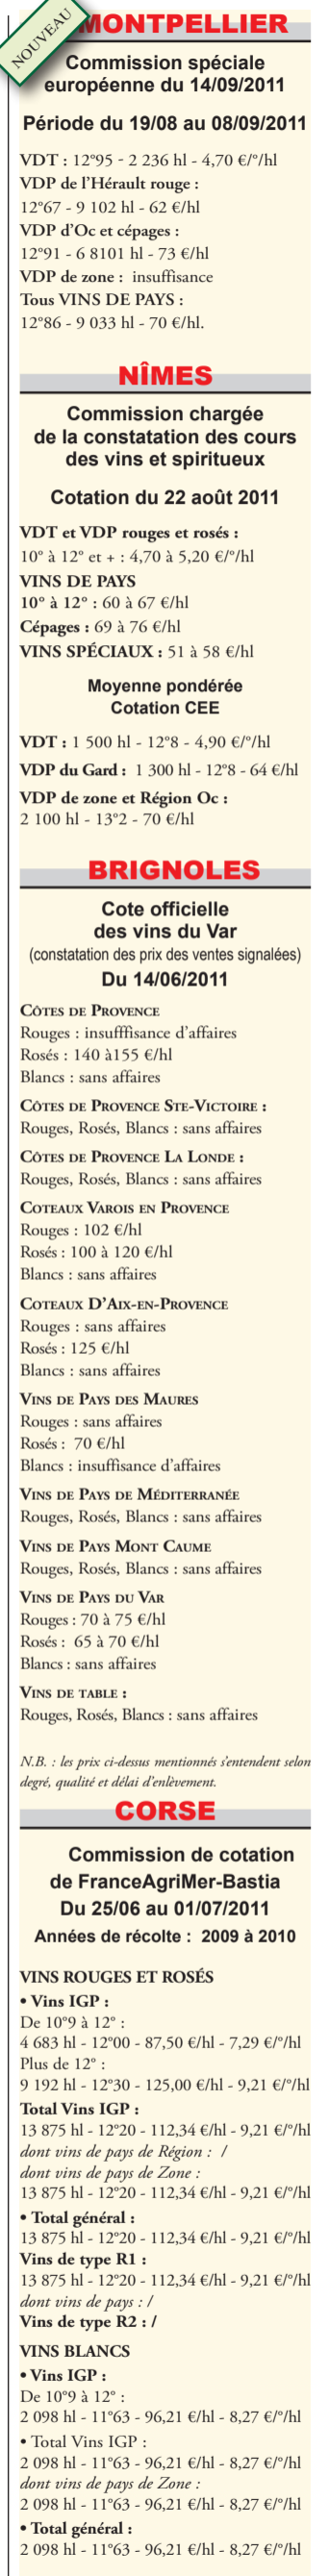 NOUVEAU
MONTPELLIER
Commission spéciale
européenne du 14/09/2011
Période du 19/08 au 08/09/2011
VDT : 12°95 - 2 236 hl - 4,70 €/°/hl
VDP de l'Hérault rouge :
12°67 - 9 102 hl - 62 €/hl
VDP d'Oc et cépages :
12°91 - 6 8101 hl - 73 €/hl
VDP de zone : insuffisance
Tous VINS DE PAYS :
12°86 - 9 033 hl - 70 €/hl.
NÎMES
Commission chargée
de la constatation des cours
des vins et spiritueux
Cotation du 22 août 2011
VDT et VDP rouges et rosés :
10° à 12° et + : 4,70 à 5,20 €/°/hl
VINS DE PAYS
10° à 12° : 60 à 67 €/hl
Cépages : 69 à 76 €/hl
VINS SPÉCIAUX : 51 à 58 €/hl
Moyenne pondérée
Cotation CEE
VDT : 1 500 hl - 12°8 - 4,90 €/°/hl
VDP du Gard : 1 300 hl - 12°8 - 64 €/hl
VDP de zone et Région Oc :
2 100 hl - 13°2 - 70 €/hl
BRIGNOLES
Cote officielle
des vins du Var
(constatation des prix des ventes signalées)
Du 14/06/2011
CÔTES DE PROVENCE
Rouges : insufffisance d'affaires
Rosés : 140 à155 €/hl
Blancs : sans affaires
CÔTES DE PROVENCE STE-VICTOIRE :
Rouges, Rosés, Blancs : sans affaires
CÔTES DE PROVENCE LA LONDE :
Rouges, Rosés, Blancs : sans affaires
COTEAUX VAROIS EN PROVENCE
Rouges : 102 €/hl
Rosés : 100 à 120 €/hl
Blancs : sans affaires
COTEAUX D'AIX-EN-PROVENCE
Rouges : sans affaires
Rosés : 125 €/hl
Blancs : sans affaires
VINS DE PAYS DES MAURES
Rouges : sans affaires
Rosés : 70 €/hl
Blancs : insuffisance d'affaires
VINS DE PAYS DE MÉDITERRANÉE
Rouges, Rosés, Blancs : sans affaires
VINS DE PAYS MONT CAUME
Rouges, Rosés, Blancs : sans affaires
VINS DE PAYS DU VAR
Rouges : 70 à 75 €/hl
Rosés : 65 à 70 €/hl
Blancs : sans affaires
VINS DE TABLE :
Rouges, Rosés, Blancs : sans affaires
N.B. : les prix ci-dessus mentionnés s'entendent selon
degré, qualité et délai d'enlèvement.
CORSE
Commission de cotation
de FranceAgriMer-Bastia
Du 25/06 au 01/07/2011
Années de récolte : 2009 à 2010
VINS ROUGES ET ROSÉS
• Vins IGP :
De 10°9 à 12° :
4 683 hl - 12°00 - 87,50 €/hl - 7,29 €/°/hl
Plus de 12° :
9 192 hl - 12°30 - 125,00 €/hl - 9,21 €/°/hl
Total Vins IGP :
13 875 hl - 12°20 - 112,34 €/hl - 9,21 €/°/hl
dont vins de pays de Région : /
dont vins de pays de Zone :
13 875 hl - 12°20 - 112,34 €/hl - 9,21 €/°/hl
• Total général :
13 875 hl - 12°20 - 112,34 €/hl - 9,21 €/°/hl
Vins de type R1 :
13 875 hl - 12°20 - 112,34 €/hl - 9,21 €/°/hl
dont vins de pays : /
Vins de type R2 : /
VINS BLANCS
• Vins IGP :
De 10°9 à 12° :
2 098 hl - 11°63 - 96,21 €/hl - 8,27 €/°/hl
• Total Vins IGP :
2 098 hl - 11°63 - 96,21 €/hl - 8,27 €/°/hl
dont vins de pays de Zone :
2 098 hl - 11°63 - 96,21 €/hl - 8,27 €/°/hl
• Total général :
2 098 hl - 11°63 - 96,21 €/hl - 8,27 €/°/hl